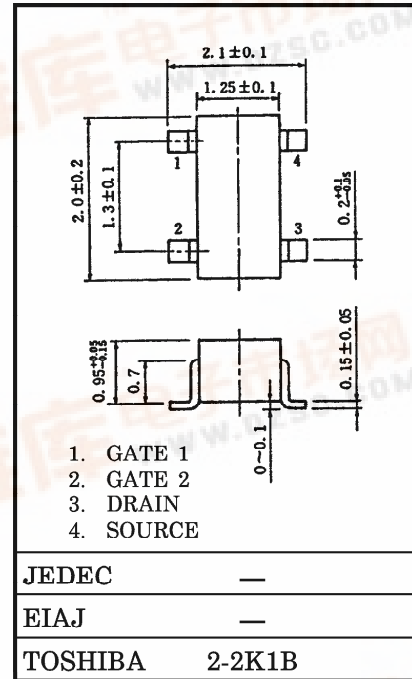 2.1±0.1
1.25±0.1
1
4
2.0±0.2
1.3±0.1
0.2+0.1-0.05
2
3
0.95+0.05-0.15
0.7
0.15±0.05
0~0.1
1. GATE 1
2. GATE 2
3. DRAIN
4. SOURCE
JEDEC —
EIAJ —
TOSHIBA 2-2K1B